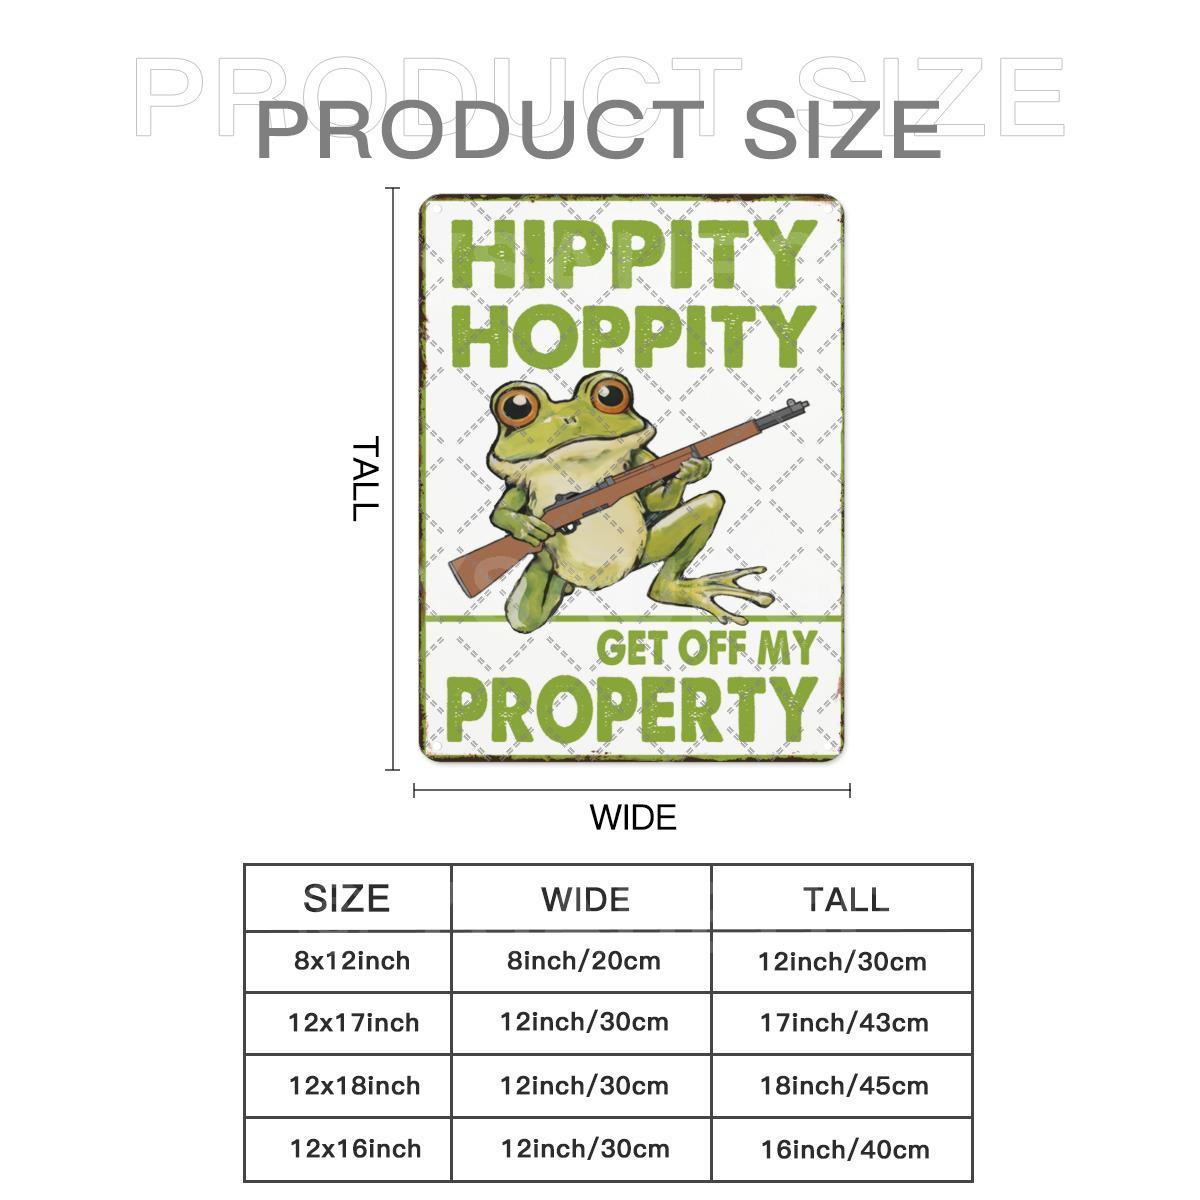 PRODUCT SIZE
PRODUCT SIZE
HIPPITY
HOPPITY
TALL
GET OFF MY
PROPERTY
WIDE
SIZE WIDE TALL
8x12inch 8inch/20cm 12inch/30cm
12x17inch 12inch/30cm 17inch/43cm
12x18inch 12inch/30cm 18inch/45cm
12x16inch 12inch/30cm 16inch/40cm